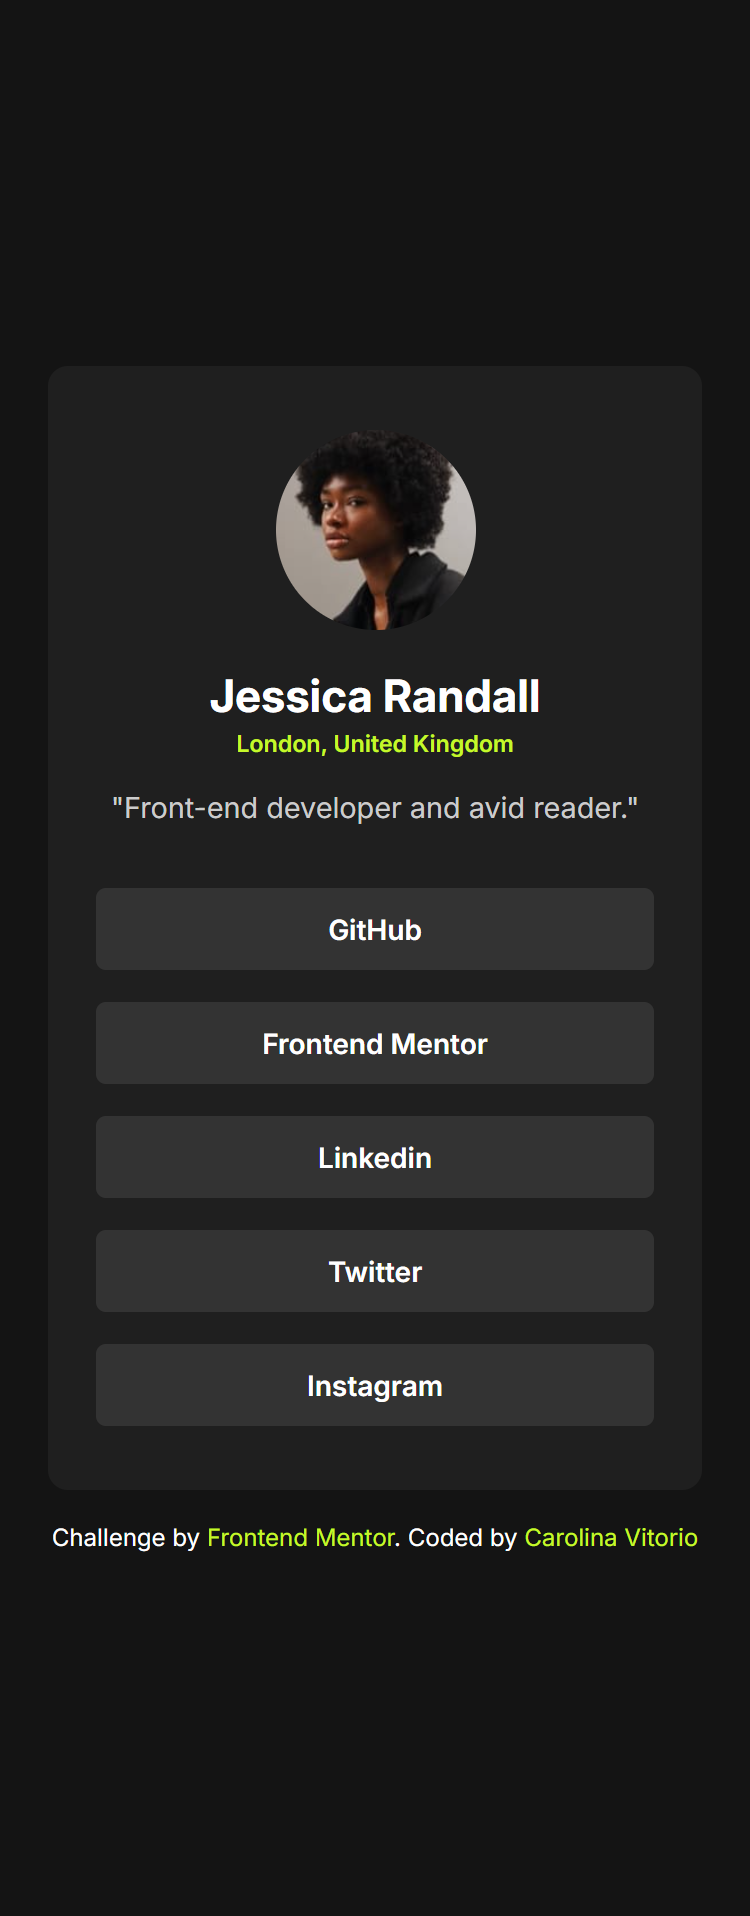 Jessica Randall
London, United Kingdom
"Front-end developer and avid reader."
GitHub
Frontend Mentor
Linkedin
Twitter
Instagram
Challenge by Frontend Mentor. Coded by Carolina Vitorio